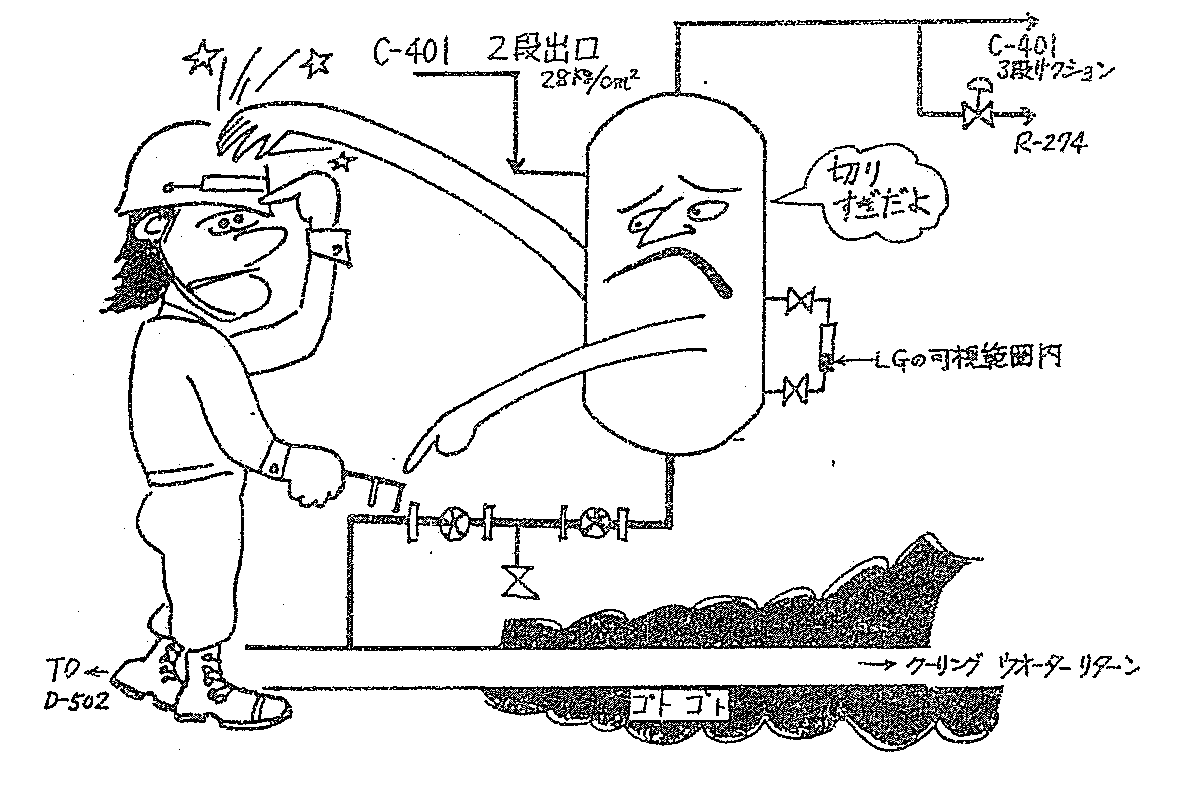 C-401 2段出口
28kg/cm²
C-401
3段サクション
R-274
切り
すぎだよ
LGの可視範囲内
TO ←
D-502
→ クーリング ウオーター リターン
ゴト ゴト